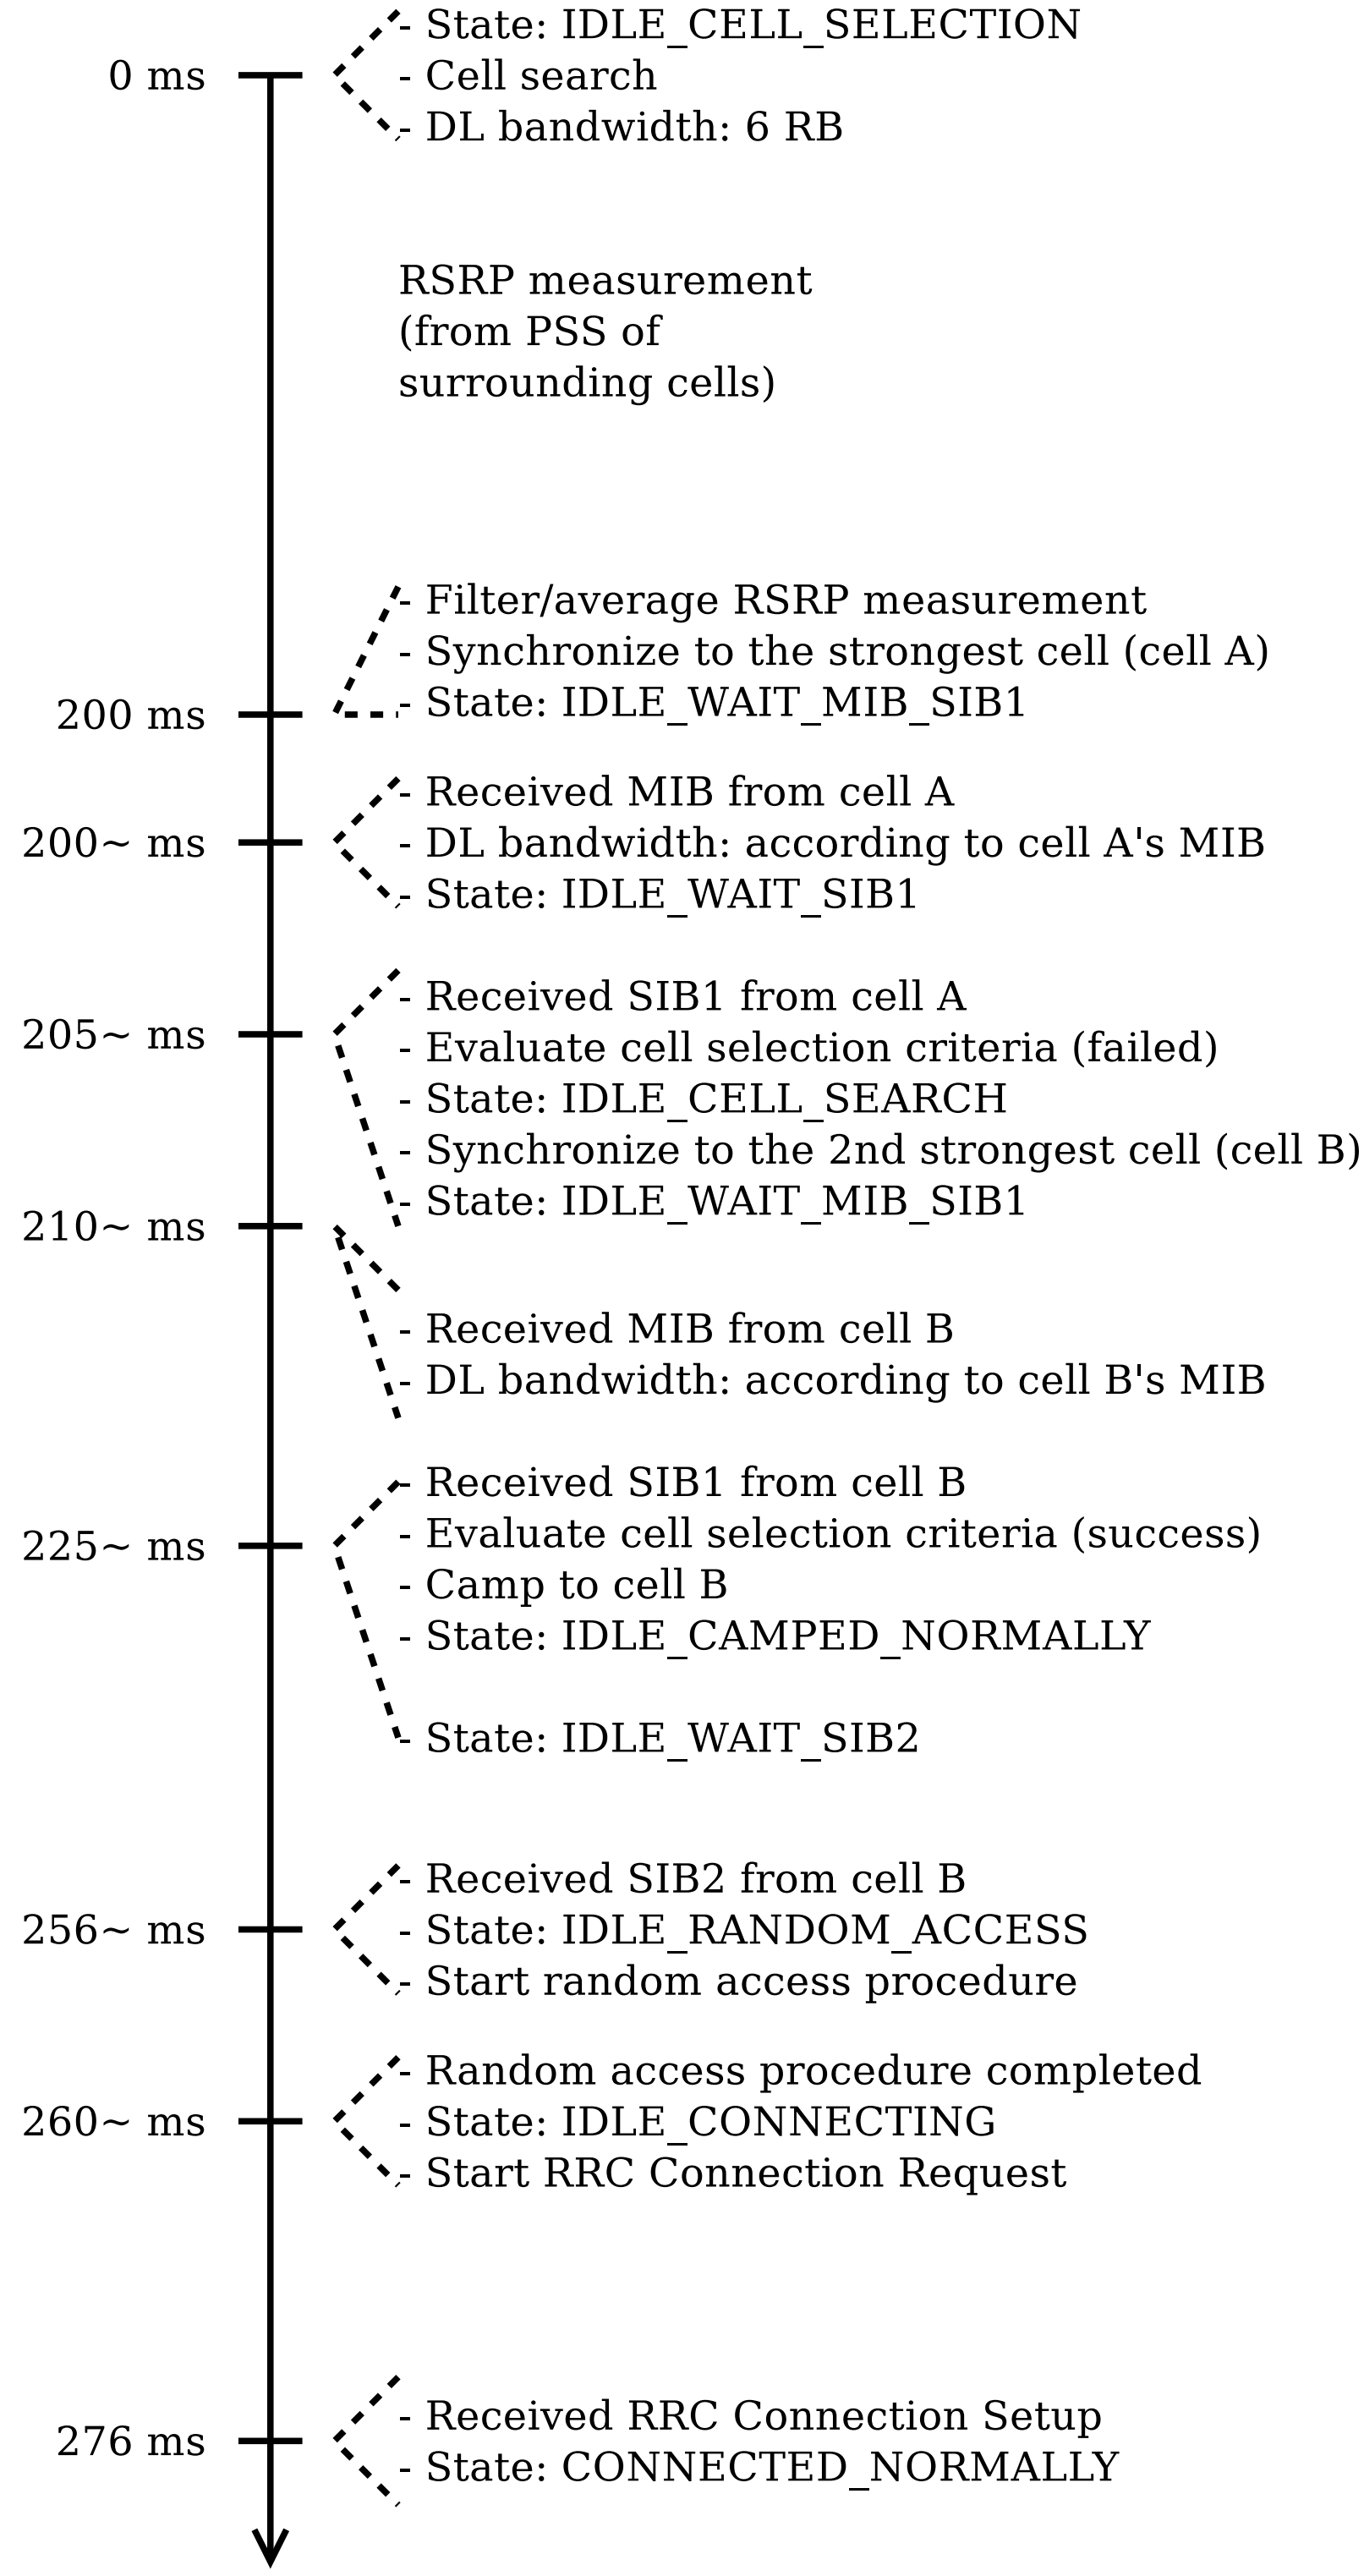 - State: IDLE_CELL_SELECTION
0 ms
- Cell search
- DL bandwidth: 6 RB
RSRP measurement
(from PSS of
surrounding cells)
- Filter/average RSRP measurement
- Synchronize to the strongest cell (cell A)
200 ms
- State: IDLE_WAIT_MIB_SIB1
- Received MIB from cell A
200~ ms
- DL bandwidth: according to cell A's MIB
- State: IDLE_WAIT_SIB1
- Received SIB1 from cell A
205~ ms
- Evaluate cell selection criteria (failed)
- State: IDLE_CELL_SEARCH
- Synchronize to the 2nd strongest cell (cell B)
- State: IDLE_WAIT_MIB_SIB1
210~ ms
- Received MIB from cell B
- DL bandwidth: according to cell B's MIB
- Received SIB1 from cell B
225~ ms
- Evaluate cell selection criteria (success)
- Camp to cell B
- State: IDLE_CAMPED_NORMALLY
- State: IDLE_WAIT_SIB2
- Received SIB2 from cell B
256~ ms
- State: IDLE_RANDOM_ACCESS
- Start random access procedure
- Random access procedure completed
260~ ms
- State: IDLE_CONNECTING
- Start RRC Connection Request
- Received RRC Connection Setup
276 ms
- State: CONNECTED_NORMALLY